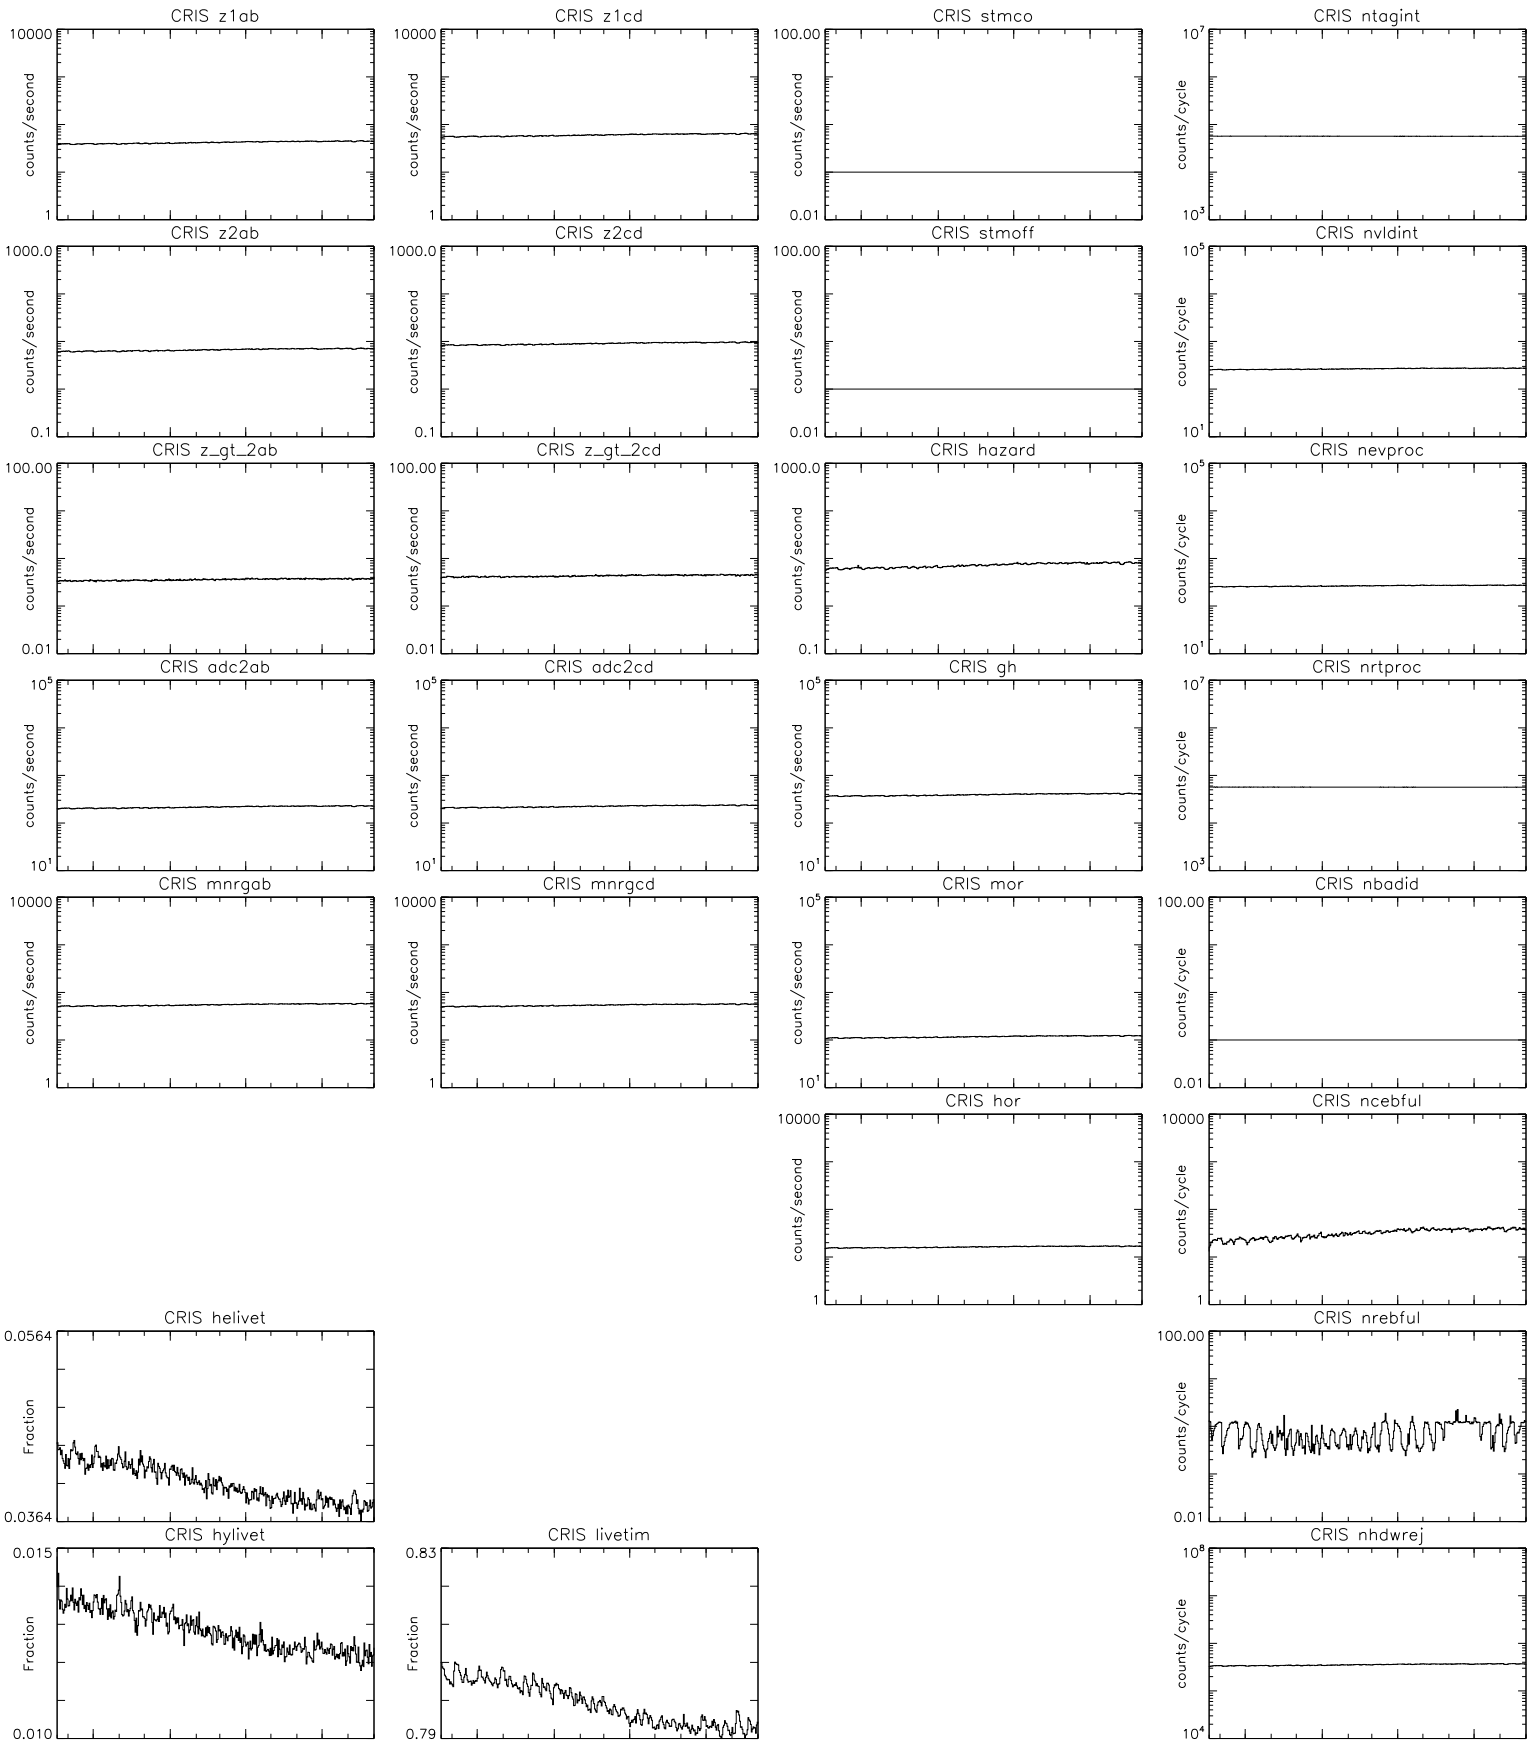 CRIS z1ab
10000
counts/second
1
CRIS z1cd
10000
counts/second
1
CRIS stmco
100.00
counts/second
0.01
CRIS ntagint
10^7
counts/cycle
10^3
CRIS z2ab
1000.0
counts/second
0.1
CRIS z2cd
1000.0
counts/second
0.1
CRIS stmoff
100.00
counts/second
0.01
CRIS nvldint
10^5
counts/cycle
10^1
CRIS z_gt_2ab
100.00
counts/second
0.01
CRIS z_gt_2cd
100.00
counts/second
0.01
CRIS hazard
1000.0
counts/second
0.1
CRIS nevproc
10^5
counts/cycle
10^1
CRIS adc2ab
10^5
counts/second
10^1
CRIS adc2cd
10^5
counts/second
10^1
CRIS gh
10^5
counts/second
10^1
CRIS nrtproc
10^7
counts/cycle
10^3
CRIS mnrgab
10000
counts/second
1
CRIS mnrgcd
10000
counts/second
1
CRIS mor
10^5
counts/second
10^1
CRIS nbadid
100.00
counts/cycle
0.01
CRIS hor
10000
counts/second
1
CRIS ncebful
10000
counts/cycle
1
CRIS helivet
0.0564
Fraction
0.0364
CRIS nrebful
100.00
counts/cycle
0.01
CRIS hylivet
0.015
Fraction
0.010
CRIS livetim
0.83
Fraction
0.79
CRIS nhdwrej
10^8
counts/cycle
10^4